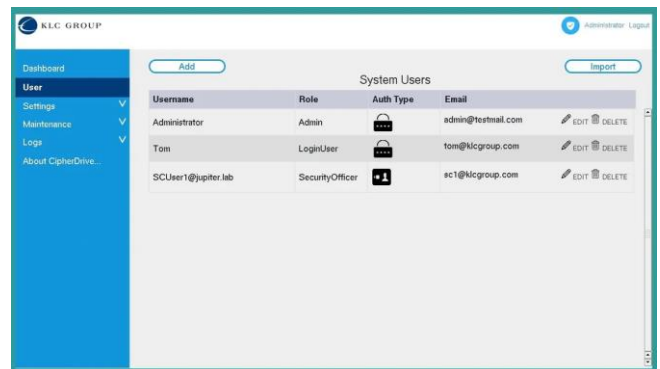 KLC GROUP
Administrator Logout
Dashboard
User
Settings
Maintenance
Logs
About CipherDrive...
Add
Import
System Users
Username Role Auth Type Email
Administrator Admin admin@testmail.com EDIT DELETE
Tom LoginUser tom@klcgroup.com EDIT DELETE
SCUser1@jupiter.lab SecurityOfficer sc1@klcgroup.com EDIT DELETE